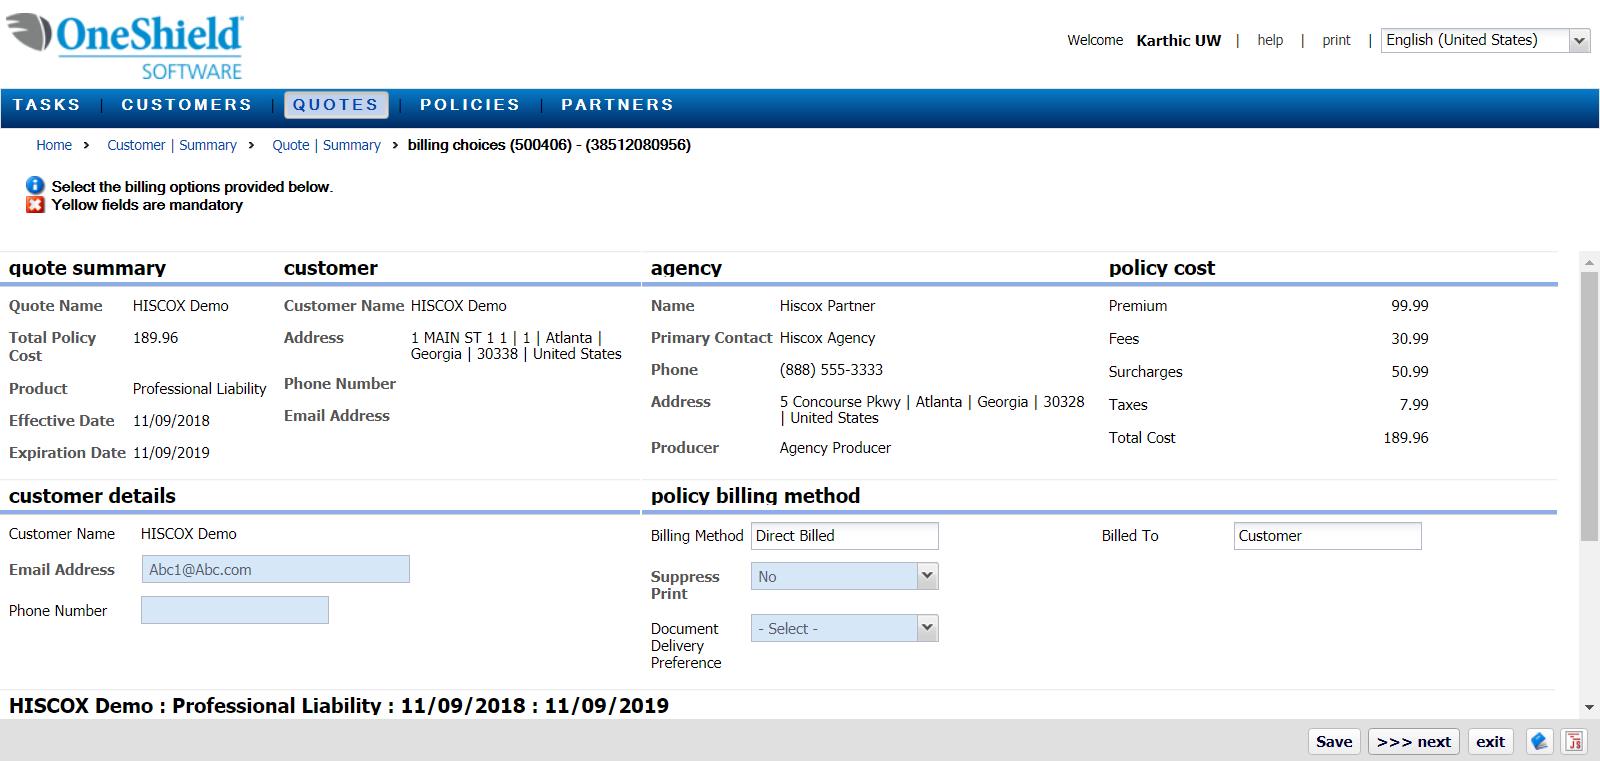 OneShield
SOFTWARE
Welcome Karthic UW | help | print | English (United States)
TASKS | CUSTOMERS | QUOTES | POLICIES | PARTNERS
Home › Customer | Summary › Quote | Summary › billing choices (500406) - (38512080956)
Select the billing options provided below.
Yellow fields are mandatory
quote summary
Quote Name HISCOX Demo
Total Policy Cost 189.96
Product Professional Liability
Effective Date 11/09/2018
Expiration Date 11/09/2019
customer
Customer Name HISCOX Demo
Address 1 MAIN ST 1 1 | 1 | Atlanta |
Georgia | 30338 | United States
Phone Number
Email Address
agency
Name Hiscox Partner
Primary Contact Hiscox Agency
Phone (888) 555-3333
Address 5 Concourse Pkwy | Atlanta | Georgia | 30328
| United States
Producer Agency Producer
policy cost
Premium 99.99
Fees 30.99
Surcharges 50.99
Taxes 7.99
Total Cost 189.96
customer details
Customer Name HISCOX Demo
Email Address Abc1@Abc.com
Phone Number
policy billing method
Billing Method Direct Billed Billed To Customer
Suppress
Print No
Document
Delivery
Preference - Select -
HISCOX Demo : Professional Liability : 11/09/2018 : 11/09/2019
Save >>> next exit JS